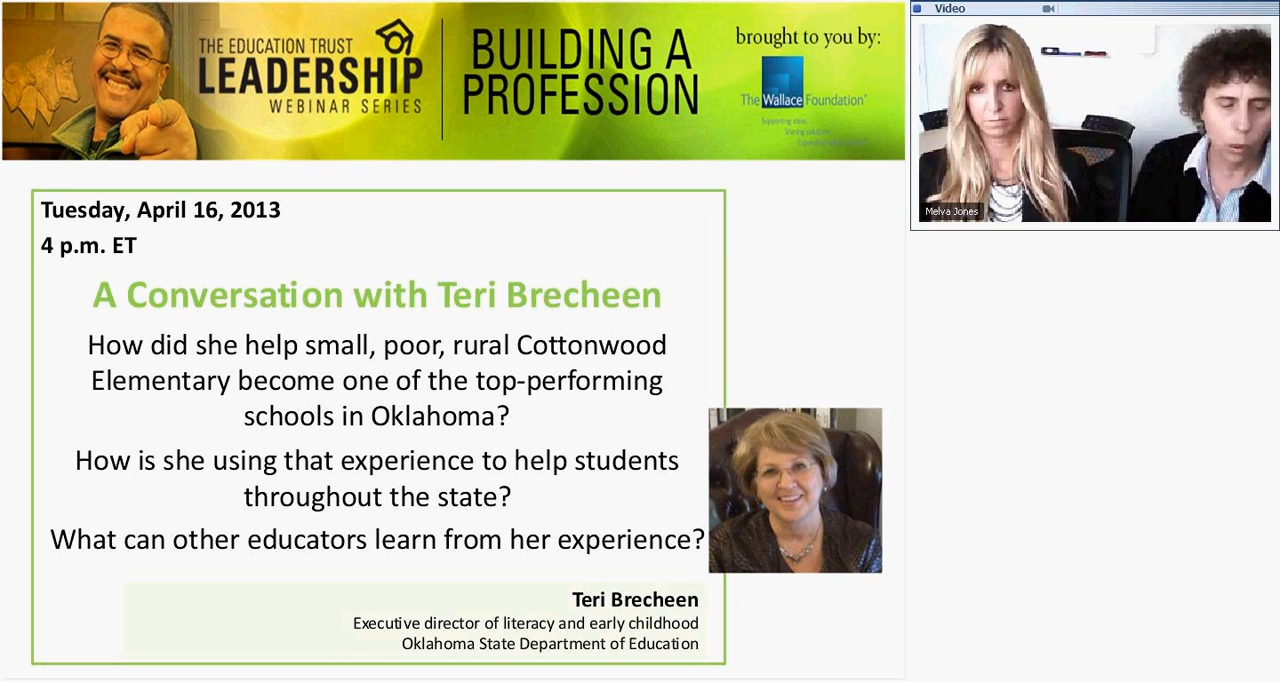 THE EDUCATION TRUST
LEADERSHIP
WEBINAR SERIES
BUILDING A
PROFESSION
brought to you by:
The Wallace Foundation®
Supporting ideas.
Sharing solutions.
Video
Melva Jones
Tuesday, April 16, 2013
4 p.m. ET
A Conversation with Teri Brecheen
How did she help small, poor, rural Cottonwood
Elementary become one of the top-performing
schools in Oklahoma?
How is she using that experience to help students
throughout the state?
What can other educators learn from her experience?
Teri Brecheen
Executive director of literacy and early childhood
Oklahoma State Department of Education